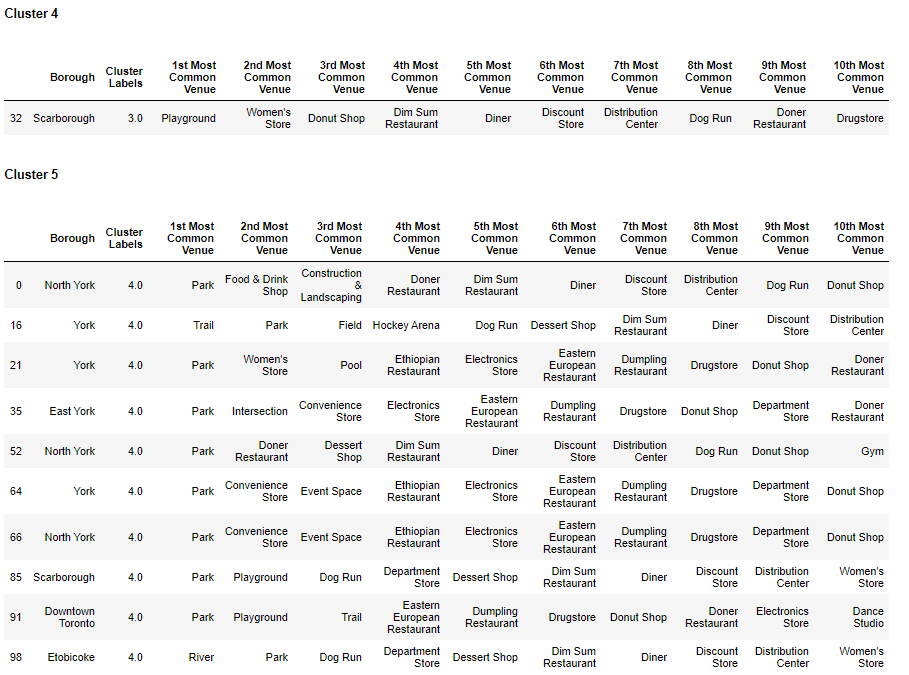 Cluster 4
Borough Cluster Labels 1st Most Common Venue 2nd Most Common Venue 3rd Most Common Venue 4th Most Common Venue 5th Most Common Venue 6th Most Common Venue 7th Most Common Venue 8th Most Common Venue 9th Most Common Venue 10th Most Common Venue
32 Scarborough 3.0 Playground Women's Store Donut Shop Dim Sum Restaurant Diner Discount Store Distribution Center Dog Run Doner Restaurant Drugstore
Cluster 5
Borough Cluster Labels 1st Most Common Venue 2nd Most Common Venue 3rd Most Common Venue 4th Most Common Venue 5th Most Common Venue 6th Most Common Venue 7th Most Common Venue 8th Most Common Venue 9th Most Common Venue 10th Most Common Venue
0 North York 4.0 Park Food & Drink Shop Construction & Landscaping Doner Restaurant Dim Sum Restaurant Diner Discount Store Distribution Center Dog Run Donut Shop
16 York 4.0 Trail Park Field Hockey Arena Dog Run Dessert Shop Dim Sum Restaurant Diner Discount Store Distribution Center
21 York 4.0 Park Women's Store Pool Ethiopian Restaurant Electronics Store Eastern European Restaurant Dumpling Restaurant Drugstore Donut Shop Doner Restaurant
35 East York 4.0 Park Intersection Convenience Store Electronics Store Eastern European Restaurant Dumpling Restaurant Drugstore Donut Shop Department Store Doner Restaurant
52 North York 4.0 Park Doner Restaurant Dessert Shop Dim Sum Restaurant Diner Discount Store Distribution Center Dog Run Donut Shop Gym
64 York 4.0 Park Convenience Store Event Space Ethiopian Restaurant Electronics Store Eastern European Restaurant Dumpling Restaurant Drugstore Department Store Donut Shop
66 North York 4.0 Park Convenience Store Event Space Ethiopian Restaurant Electronics Store Eastern European Restaurant Dumpling Restaurant Drugstore Department Store Donut Shop
85 Scarborough 4.0 Park Playground Dog Run Department Store Dessert Shop Dim Sum Restaurant Diner Discount Store Distribution Center Women's Store
91 Downtown Toronto 4.0 Park Playground Trail Eastern European Restaurant Dumpling Restaurant Drugstore Donut Shop Doner Restaurant Electronics Store Dance Studio
98 Etobicoke 4.0 River Park Dog Run Department Store Dessert Shop Dim Sum Restaurant Diner Discount Store Distribution Center Women's Store